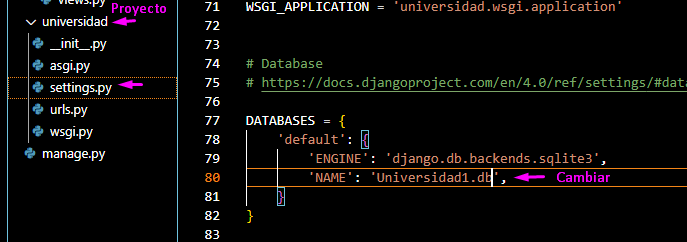 views.py
Proyecto
universidad
__init__.py
asgi.py
settings.py
urls.py
wsgi.py
manage.py
71 WSGI_APPLICATION = 'universidad.wsgi.application'
72
73
74 # Database
75 # https://docs.djangoproject.com/en/4.0/ref/settings/#data
76
77 DATABASES = {
78 'default': {
79 'ENGINE': 'django.db.backends.sqlite3',
80 'NAME': 'Universidad1.db', Cambiar
81 }
82 }
83